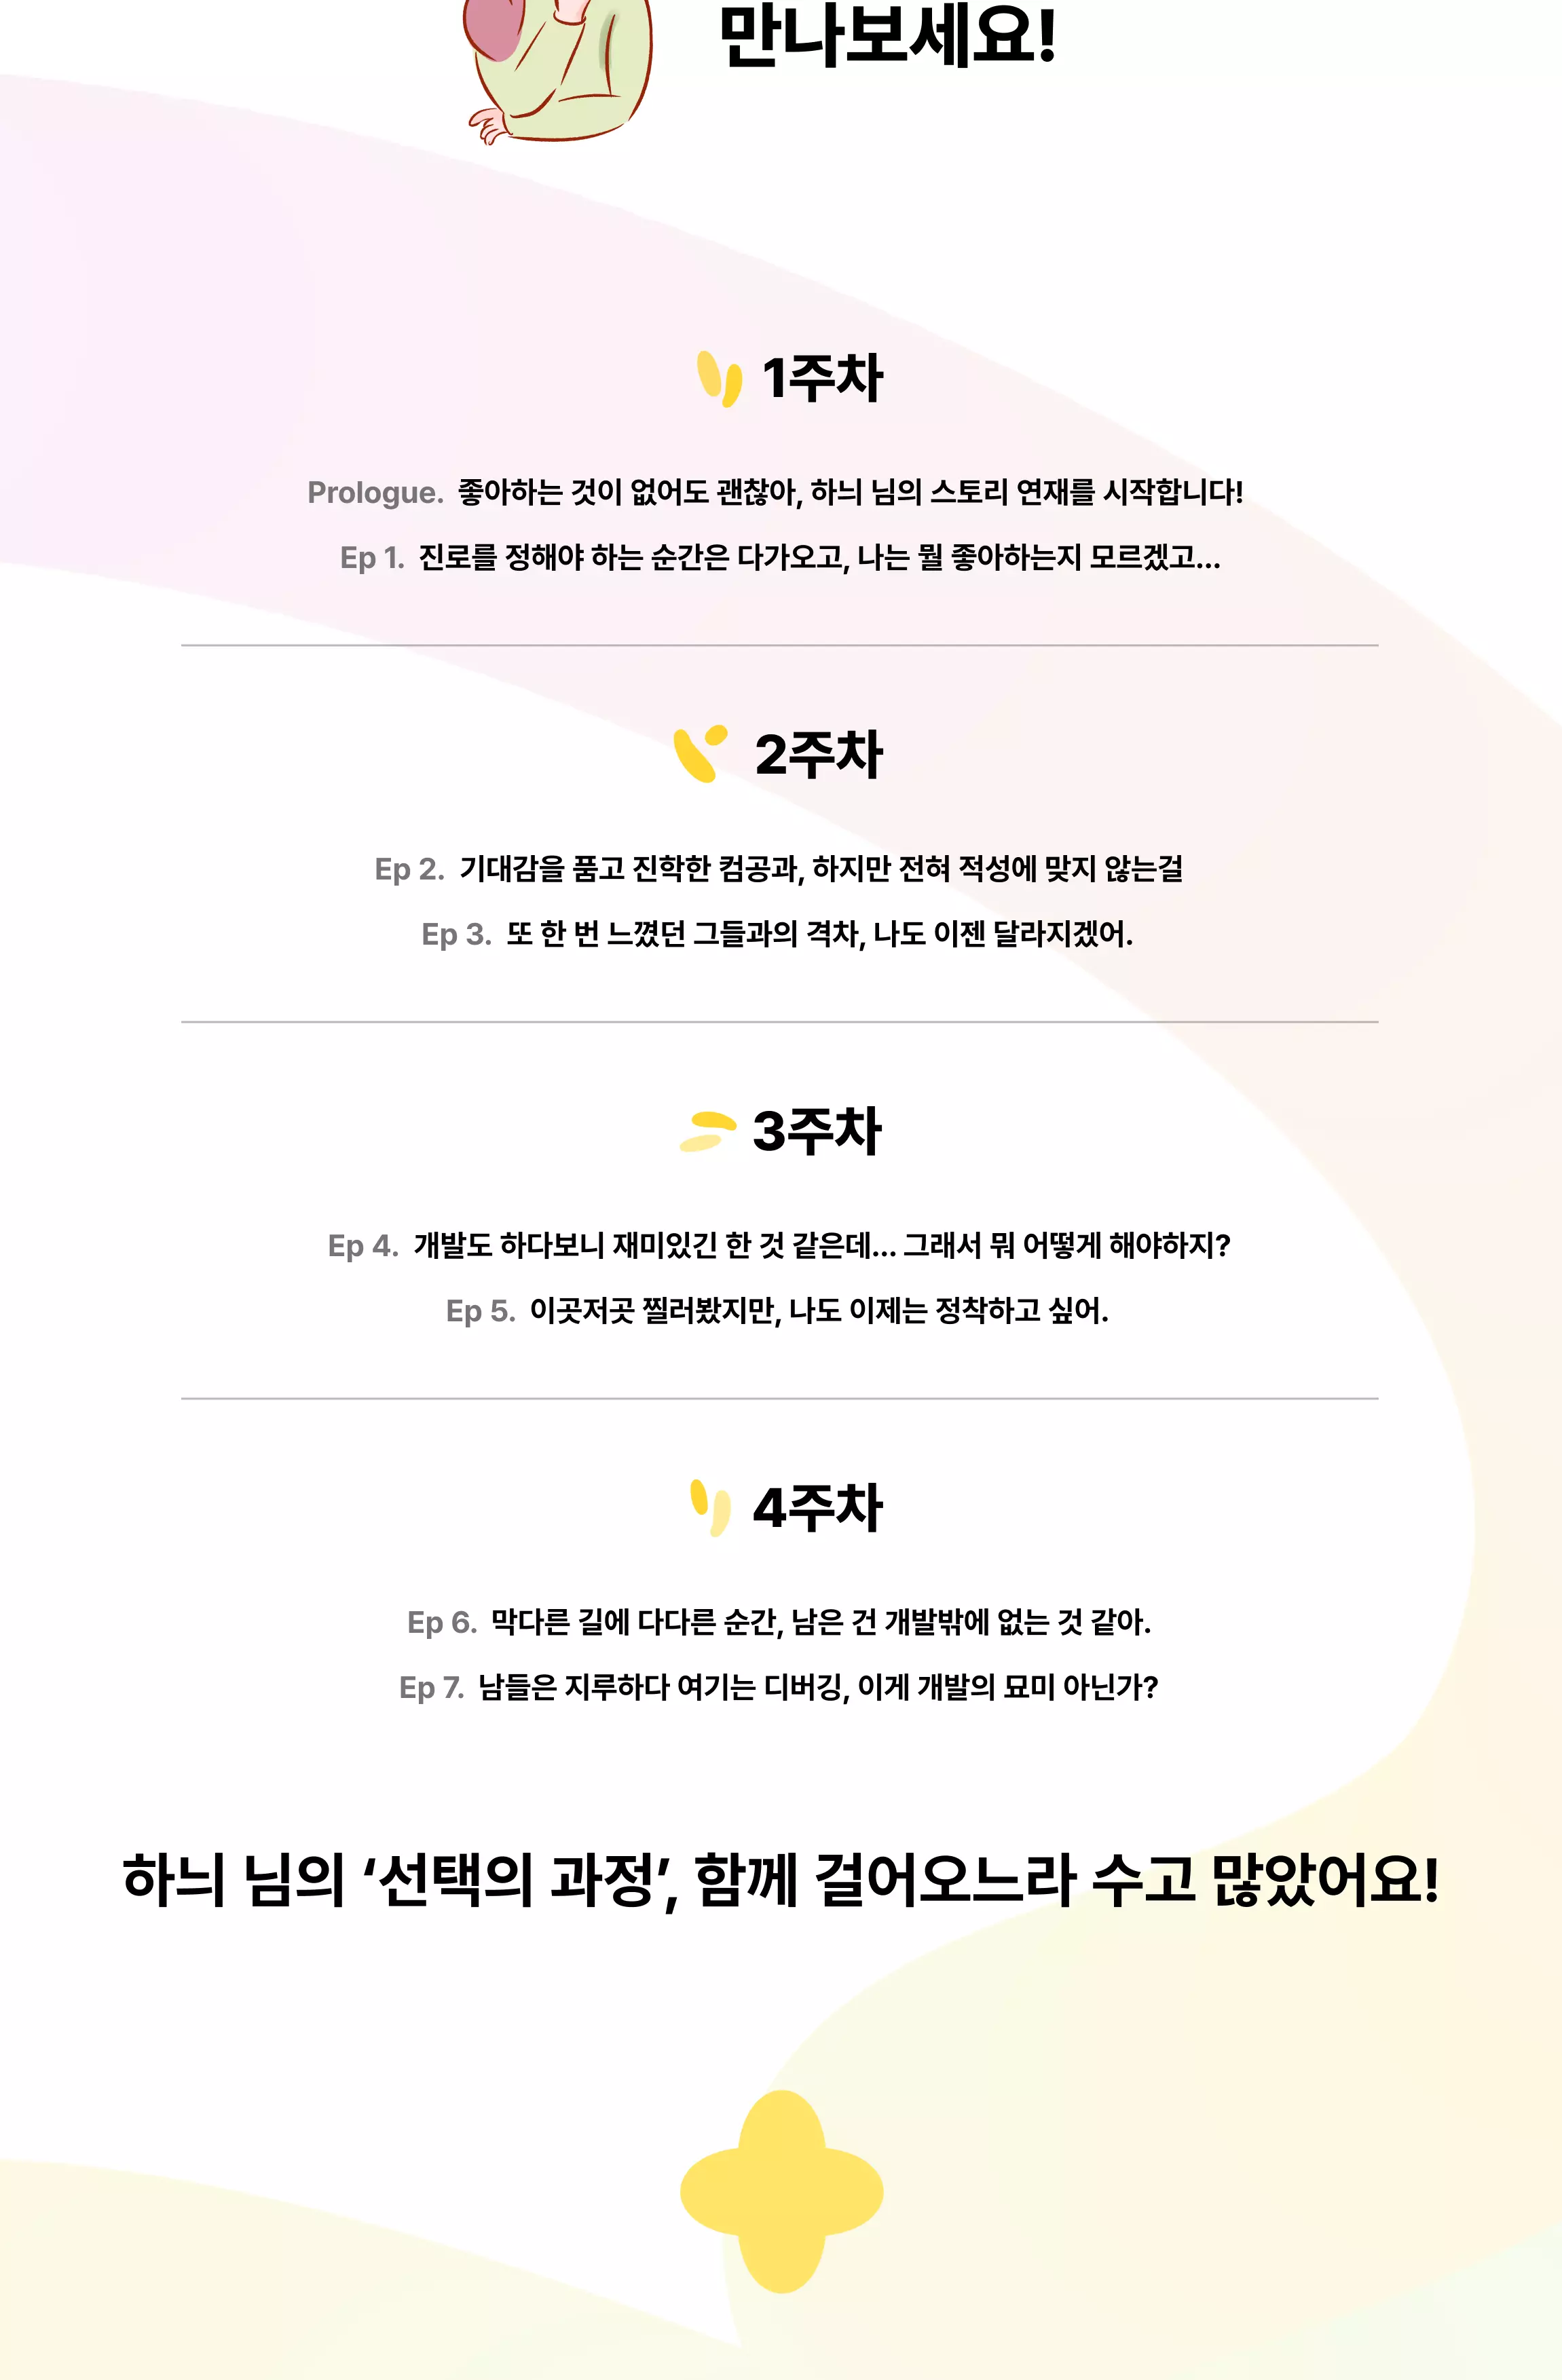 만나보세요!
1주차
Prologue. 좋아하는 것이 없어도 괜찮아, 하늬 님의 스토리 연재를 시작합니다!
Ep 1. 진로를 정해야 하는 순간은 다가오고, 나는 뭘 좋아하는지 모르겠고...
2주차
Ep 2. 기대감을 품고 진학한 컴공과, 하지만 전혀 적성에 맞지 않는걸
Ep 3. 또 한 번 느꼈던 그들과의 격차, 나도 이젠 달라지겠어.
3주차
Ep 4. 개발도 하다보니 재미있긴 한 것 같은데... 그래서 뭐 어떻게 해야하지?
Ep 5. 이곳저곳 찔러봤지만, 나도 이제는 정착하고 싶어.
4주차
Ep 6. 막다른 길에 다다른 순간, 남은 건 개발밖에 없는 것 같아.
Ep 7. 남들은 지루하다 여기는 디버깅, 이게 개발의 묘미 아닌가?
하늬 님의 ‘선택의 과정’, 함께 걸어오느라 수고 많았어요!